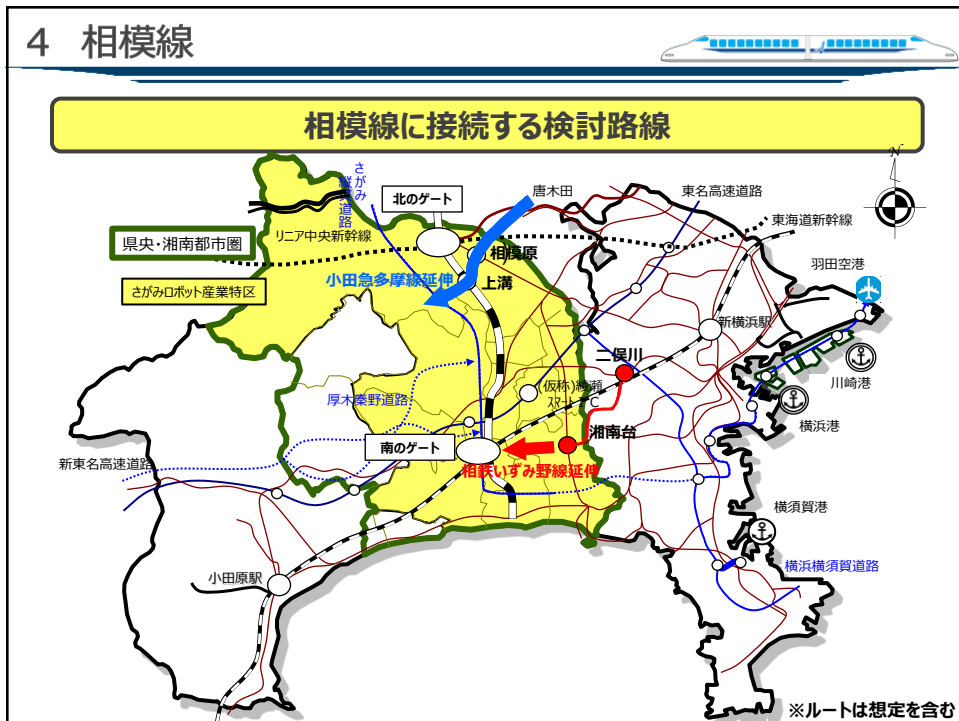 4 相模線
相模線に接続する検討路線
N
さがみ縦貫道路
北のゲート
唐木田
東名高速道路
東海道新幹線
県央・湘南都市圏
リニア中央新幹線
相模原
羽田空港
小田急多摩線延伸
上溝
さがみロボット産業特区
新横浜駅
二俣川
川崎港
(仮称)綾瀬
スマートIC
厚木秦野道路
横浜港
湘南台
南のゲート
新東名高速道路
相鉄いずみ野線延伸
横須賀港
横浜横須賀道路
小田原駅
※ルートは想定を含む